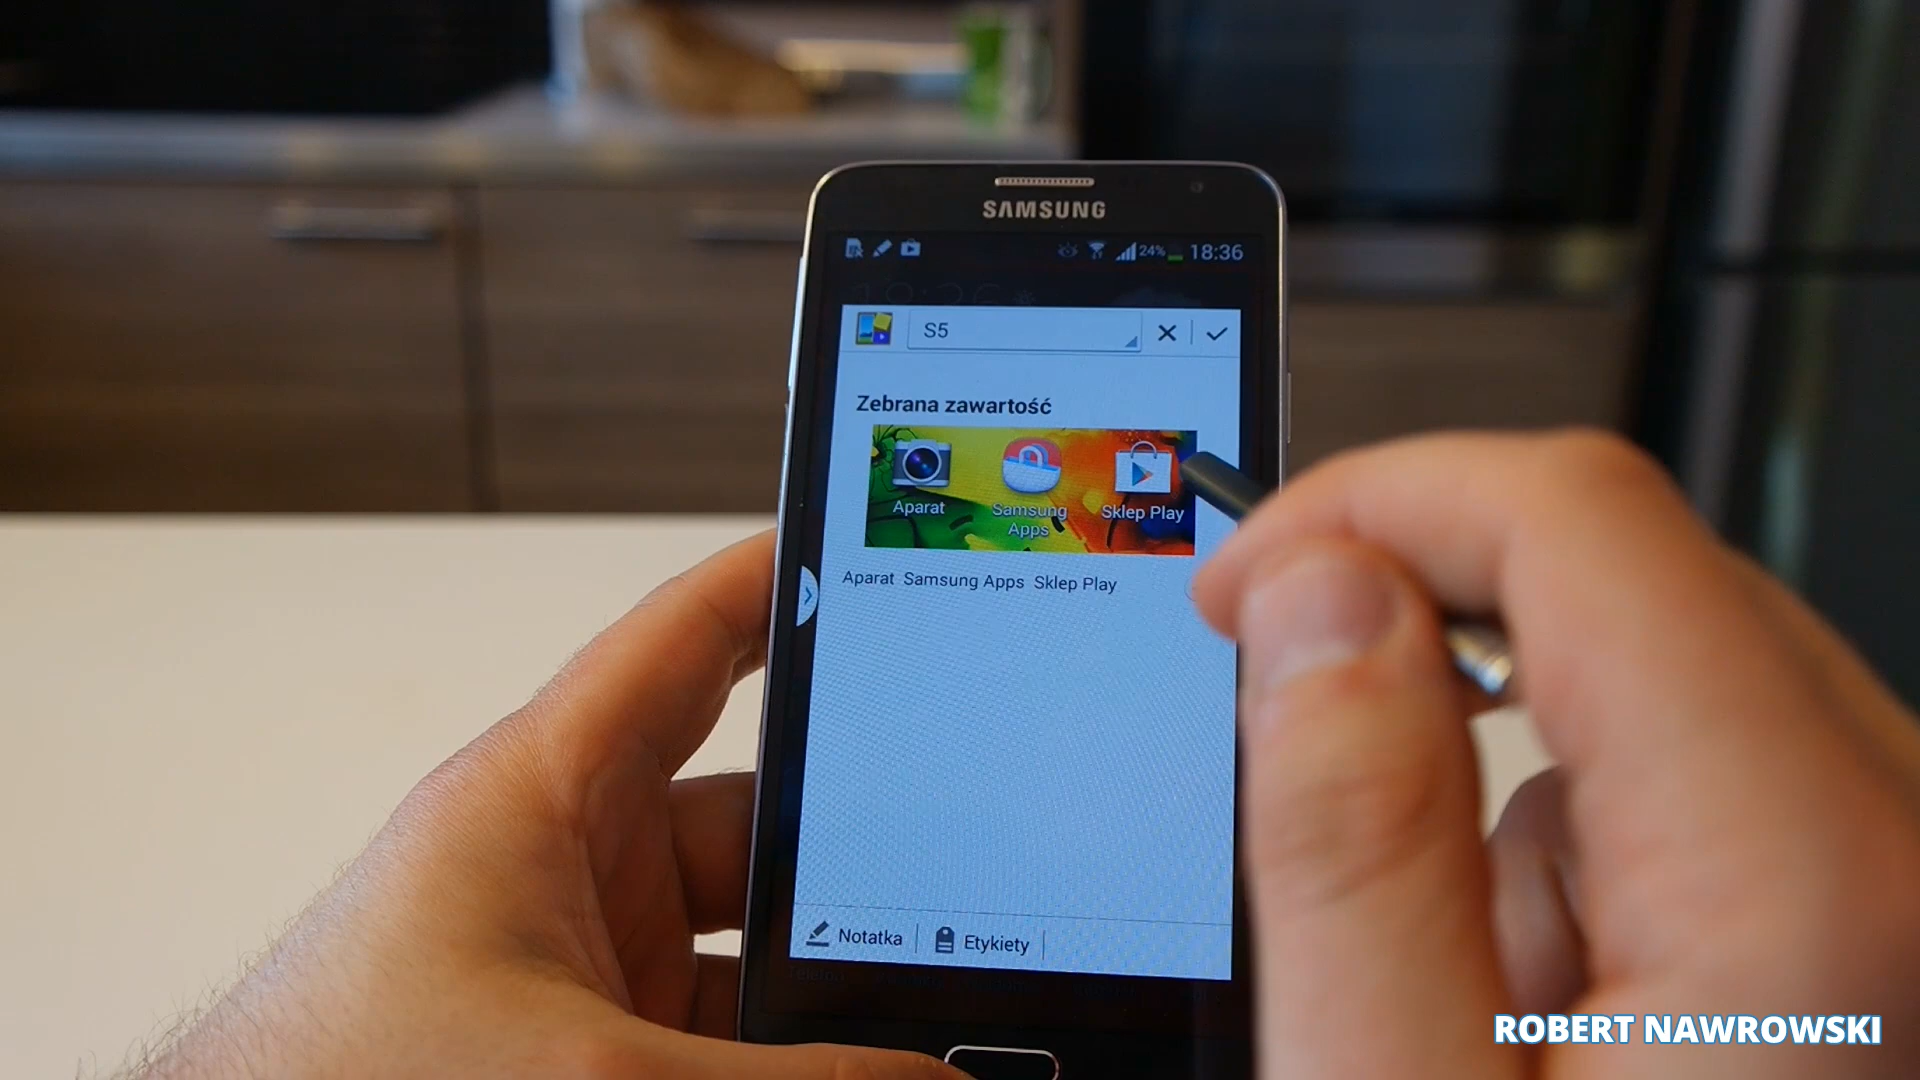 SAMSUNG
24% 18:36
S5
Zebrana zawartość
Aparat
Samsung Apps
Sklep Play
Aparat Samsung Apps Sklep Play
Notatka
Etykiety
ROBERT NAWROWSKI